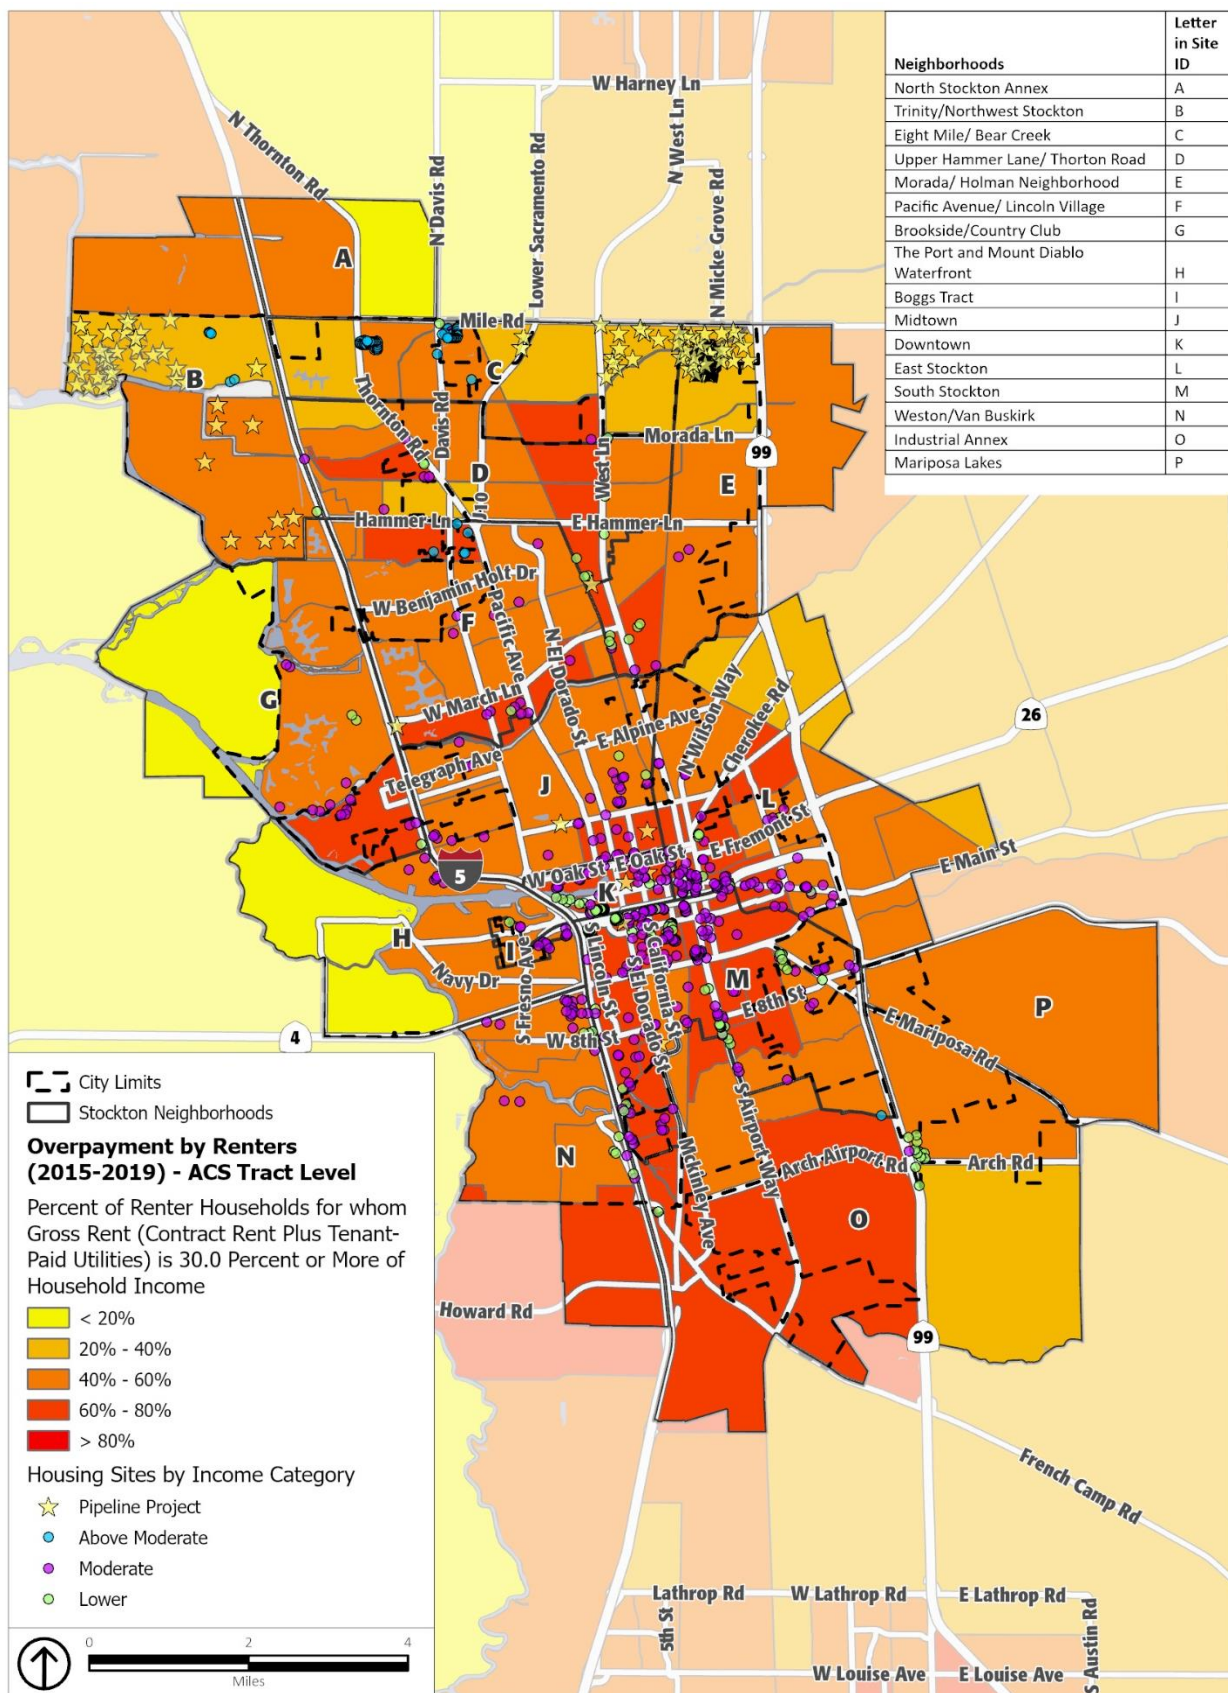 Neighborhoods Letter in Site ID
North Stockton Annex A
Trinity/Northwest Stockton B
Eight Mile/ Bear Creek C
Upper Hammer Lane/ Thorton Road D
Morada/ Holman Neighborhood E
Pacific Avenue/ Lincoln Village F
Brookside/Country Club G
The Port and Mount Diablo
Waterfront H
Boggs Tract I
Midtown J
Downtown K
East Stockton L
South Stockton M
Weston/Van Buskirk N
Industrial Annex O
Mariposa Lakes P
W Harney Ln
N Thornton Rd
N Davis Rd
Lower Sacramento Rd
N West Ln
N Micke Grove Rd
A
Mile Rd
B
C
Thornton Rd
Davis Rd
West Ln
Morada Ln
99
D
J-10
E
Hammer Ln
E Hammer Ln
W Benjamin Holt Dr
F
Pacific Ave
N El Dorado St
G
W March Ln
N Wilson Way
Cherokee Rd
26
E Alpine Ave
Telegraph Ave
J
L
E Fremont St
E Main St
5
W Oak St
E Oak St
K
H
I
Navy Dr
S Fresno Ave
S Lincoln St
S El Dorado St
S California St
M
E 8th St
P
E Mariposa Rd
4
W 8th St
N
S Airport Way
Mckinley Ave
Arch Airport Rd
Arch Rd
O
Howard Rd
99
French Camp Rd
Lathrop Rd
W Lathrop Rd
E Lathrop Rd
5th St
S Austin Rd
W Louise Ave
E Louise Ave
City Limits
Stockton Neighborhoods
Overpayment by Renters
(2015-2019) - ACS Tract Level
Percent of Renter Households for whom
Gross Rent (Contract Rent Plus Tenant-
Paid Utilities) is 30.0 Percent or More of
Household Income
< 20%
20% - 40%
40% - 60%
60% - 80%
> 80%
Housing Sites by Income Category
Pipeline Project
Above Moderate
Moderate
Lower
0 2 4
Miles